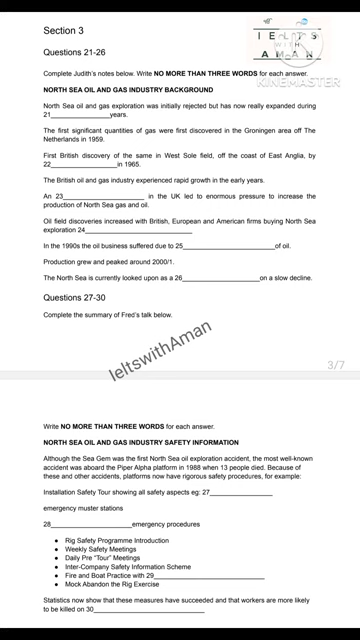 Section 3
IELTS
WITH
AMAN
KINEMASTER
Questions 21-26
Complete Judith's notes below. Write NO MORE THAN THREE WORDS for each answer.
NORTH SEA OIL AND GAS INDUSTRY BACKGROUND
North Sea oil and gas exploration was initially rejected but has now really expanded during
21____________________years.
The first significant quantities of gas were first discovered in the Groningen area off The
Netherlands in 1959.
First British discovery of the same in West Sole field, off the coast of East Anglia, by
22______________________in 1965.
The British oil and gas industry experienced rapid growth in the early years.
An 23___________________________ in the UK led to enormous pressure to increase the
production of North Sea gas and oil.
Oil field discoveries increased with British, European and American firms buying North Sea
exploration 24____________________________________
In the 1990s the oil business suffered due to 25______________________________of oil.
Production grew and peaked around 2000/1.
The North Sea is currently looked upon as a 26__________________________on a slow decline.
Questions 27-30
Complete the summary of Fred's talk below.
IeltswithAman
3/7
Write NO MORE THAN THREE WORDS for each answer.
NORTH SEA OIL AND GAS INDUSTRY SAFETY INFORMATION
Although the Sea Gem was the first North Sea oil exploration accident, the most well-known
accident was aboard the Piper Alpha platform in 1988 when 13 people died. Because of
these and other accidents, platforms now have rigorous safety procedures, for example:
Installation Safety Tour showing all safety aspects eg: 27_____________________
emergency muster stations
28___________________________emergency procedures
● Rig Safety Programme Introduction
● Weekly Safety Meetings
● Daily Pre "Tour" Meetings
● Inter-Company Safety Information Scheme
● Fire and Boat Practice with 29_____________________________________
● Mock Abandon the Rig Exercise
Statistics now show that these measures have succeeded and that workers are more likely
to be killed on 30_____________________________________